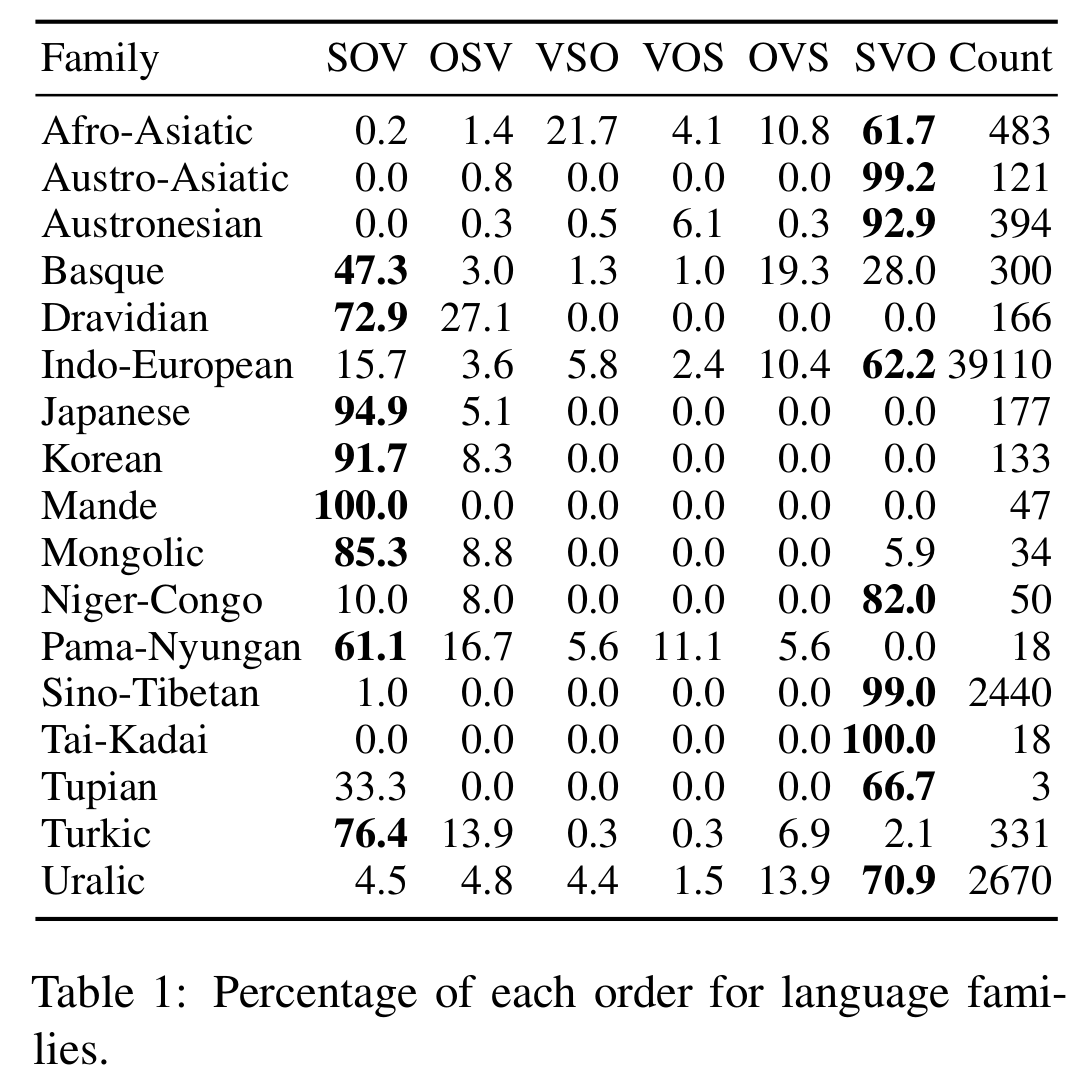 Family SOV OSV VSO VOS OVS SVO Count
Afro-Asiatic 0.2 1.4 21.7 4.1 10.8 61.7 483
Austro-Asiatic 0.0 0.8 0.0 0.0 0.0 99.2 121
Austronesian 0.0 0.3 0.5 6.1 0.3 92.9 394
Basque 47.3 3.0 1.3 1.0 19.3 28.0 300
Dravidian 72.9 27.1 0.0 0.0 0.0 0.0 166
Indo-European 15.7 3.6 5.8 2.4 10.4 62.2 39110
Japanese 94.9 5.1 0.0 0.0 0.0 0.0 177
Korean 91.7 8.3 0.0 0.0 0.0 0.0 133
Mande 100.0 0.0 0.0 0.0 0.0 0.0 47
Mongolic 85.3 8.8 0.0 0.0 0.0 5.9 34
Niger-Congo 10.0 8.0 0.0 0.0 0.0 82.0 50
Pama-Nyungan 61.1 16.7 5.6 11.1 5.6 0.0 18
Sino-Tibetan 1.0 0.0 0.0 0.0 0.0 99.0 2440
Tai-Kadai 0.0 0.0 0.0 0.0 0.0 100.0 18
Tupian 33.3 0.0 0.0 0.0 0.0 66.7 3
Turkic 76.4 13.9 0.3 0.3 6.9 2.1 331
Uralic 4.5 4.8 4.4 1.5 13.9 70.9 2670
Table 1: Percentage of each order for language fami-
lies.